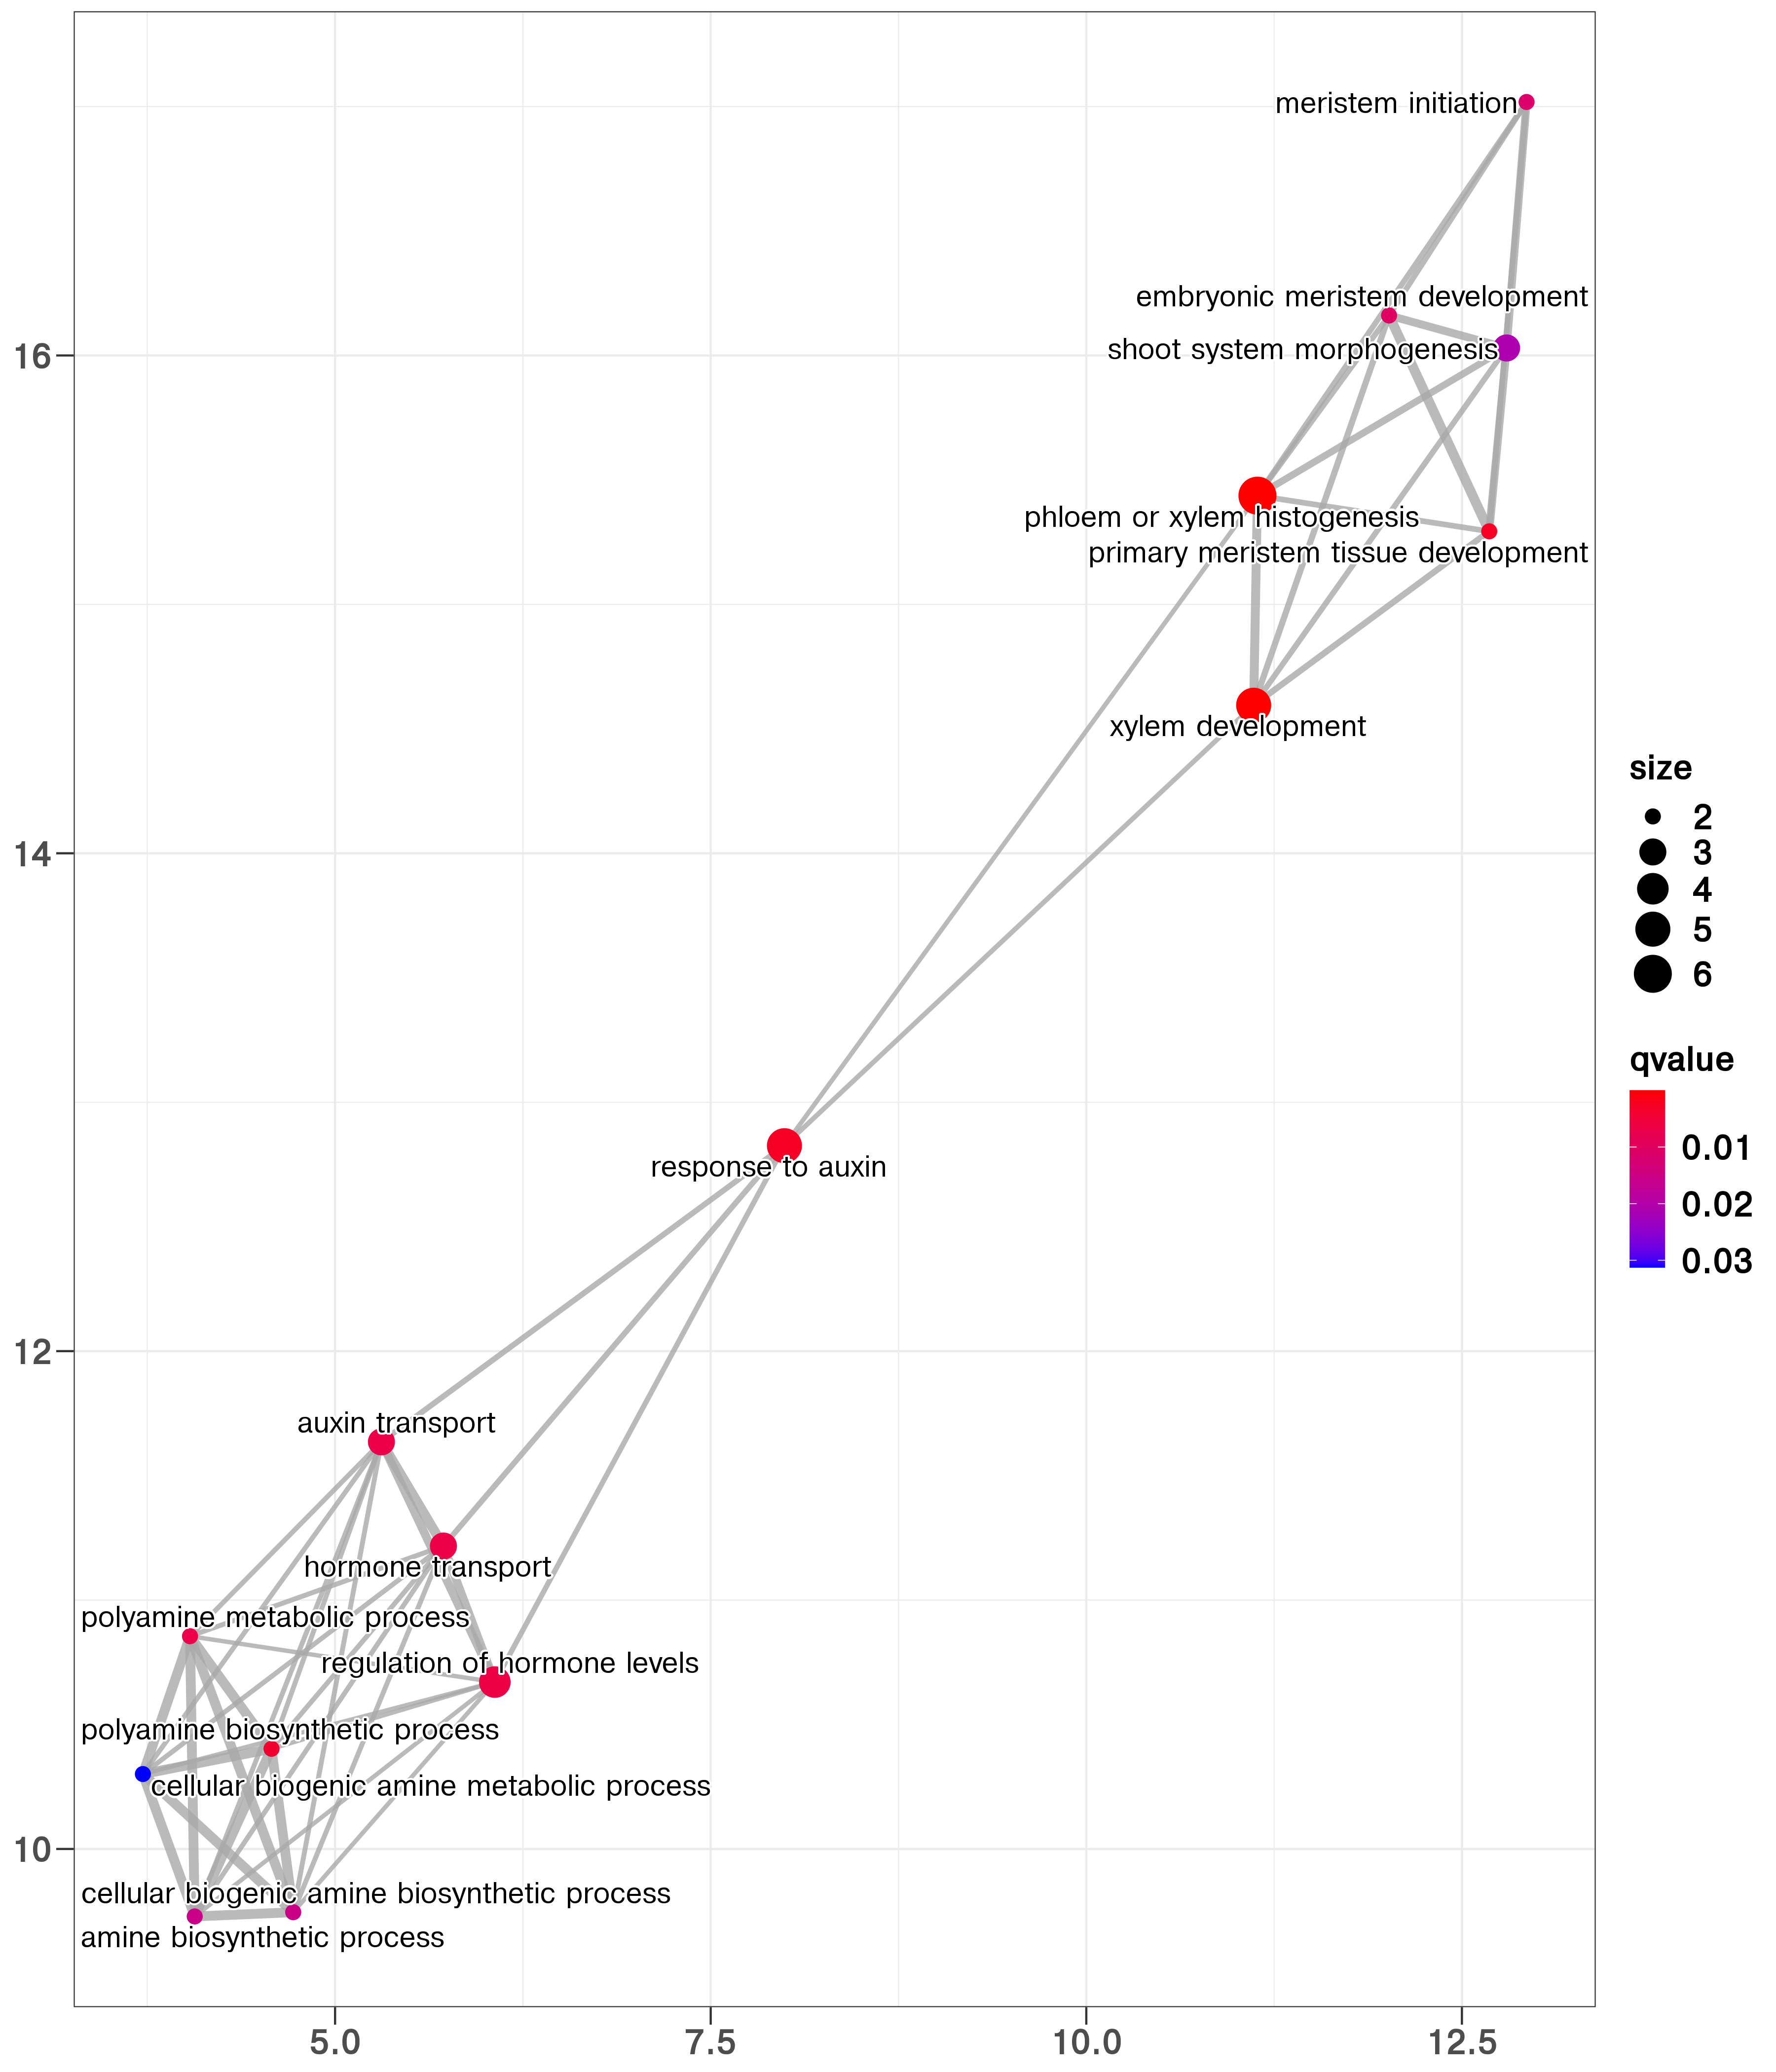 meristem initiation
embryonic meristem development
16
shoot system morphogenesis
phloem or xylem histogenesis
primary meristem tissue development
xylem development
size
2
3
4
5
6
14
qvalue
0.01
0.02
0.03
response to auxin
12
auxin transport
hormone transport
polyamine metabolic process
regulation of hormone levels
polyamine biosynthetic process
cellular biogenic amine metabolic process
10
cellular biogenic amine biosynthetic process
amine biosynthetic process
5.0 7.5 10.0 12.5